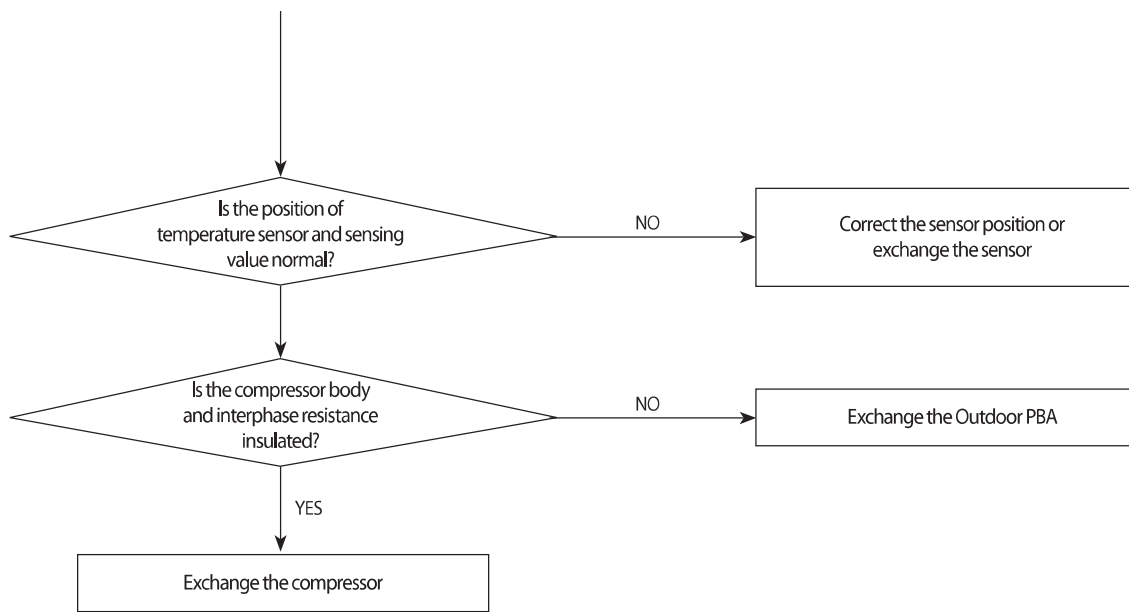 Is the position of
temperature sensor and sensing
value normal?
NO
Correct the sensor position or
exchange the sensor
Is the compressor body
and interphase resistance
insulated?
NO
Exchange the Outdoor PBA
YES
Exchange the compressor